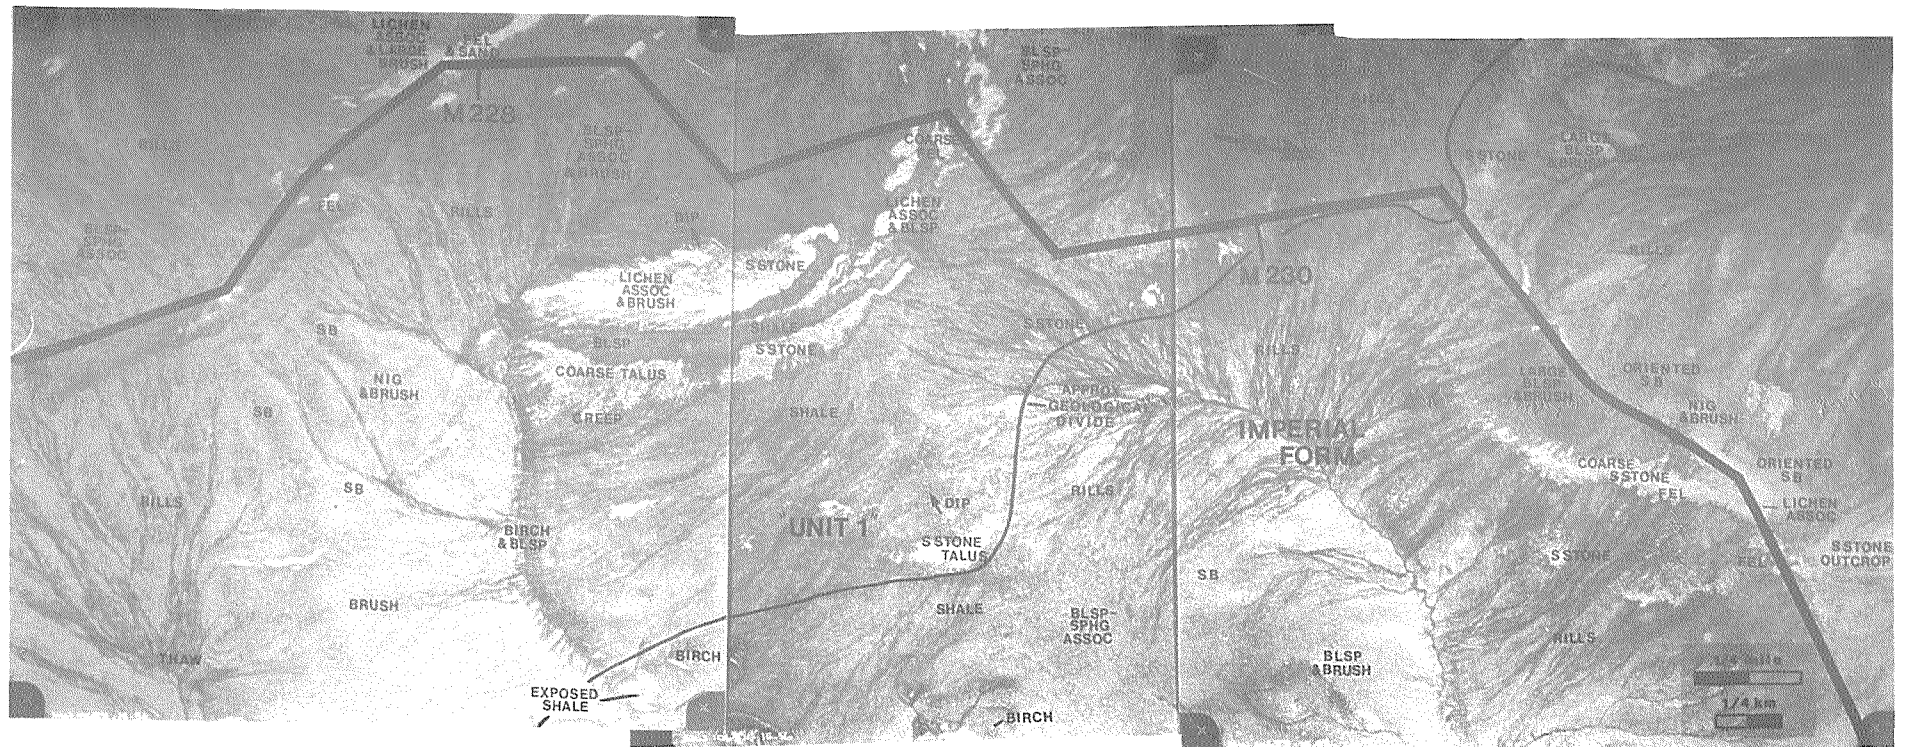 LICHEN
ASSOC
& LARGE
BRUSH
FEL
& SAND
M 228
RILLS
BLSP-
SPHG
ASSOC
& BRUSH
FEL
RILLS
DIP
SPHG
ASSOC
LICHEN
ASSOC
& BRUSH
SB
BLSP
NIG
& BRUSH
COARSE TALUS
SB
CREEP
SB
RILLS
BIRCH
& BLSP
BRUSH
THAW
BIRCH
EXPOSED
SHALE
BLSP-
SPHG
ASSOC
LICHEN
ASSOC
& BLSP
S STONE
SHALE
S STONE
S STONE
SHALE
APPROX
GEOLOGICAL
DIVIDE
DIP
RILLS
"UNIT 1"
S STONE
TALUS
SHALE
BLSP-
SPHG
ASSOC
BIRCH
S STONE
LARGE
BLSP
& BRUSH
M 230
RILLS
RILLS
LARGE
BLSP
& BRUSH
ORIENTED
SB
NIG
& BRUSH
IMPERIAL
FORM
COARSE
S STONE
FEL
ORIENTED
SB
LICHEN
ASSOC
S STONE
FEL
S STONE
OUTCROP
SB
RILLS
BLSP
& BRUSH
1/4 mile
1/4 km